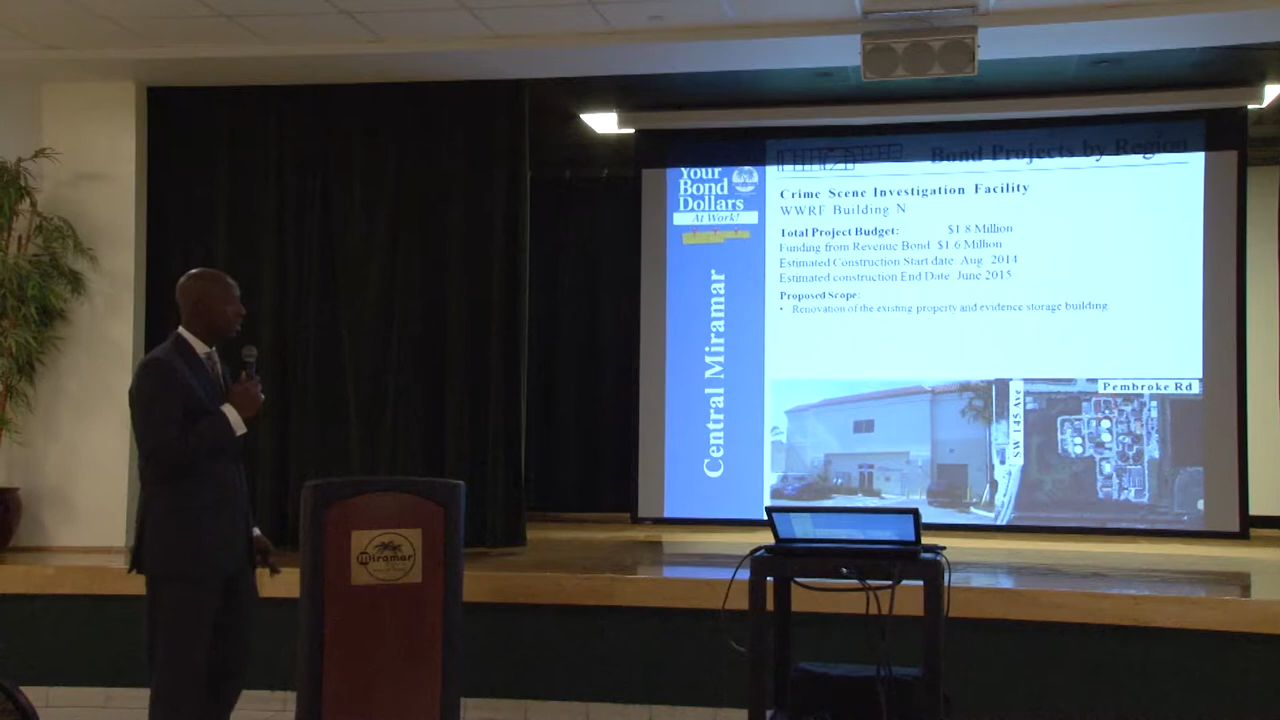 Bond Projects by Region
Your
Bond
Dollars
At Work!
Central Miramar
Crime Scene Investigation Facility
WWRF Building N
Total Project Budget: $1.8 Million
Funding from Revenue Bond $1.6 Million
Estimated Construction Start date Aug. 2014
Estimated construction End Date June 2015
Proposed Scope:
• Renovation of the existing property and evidence storage building.
Pembroke Rd
SW 145 Ave
miramar